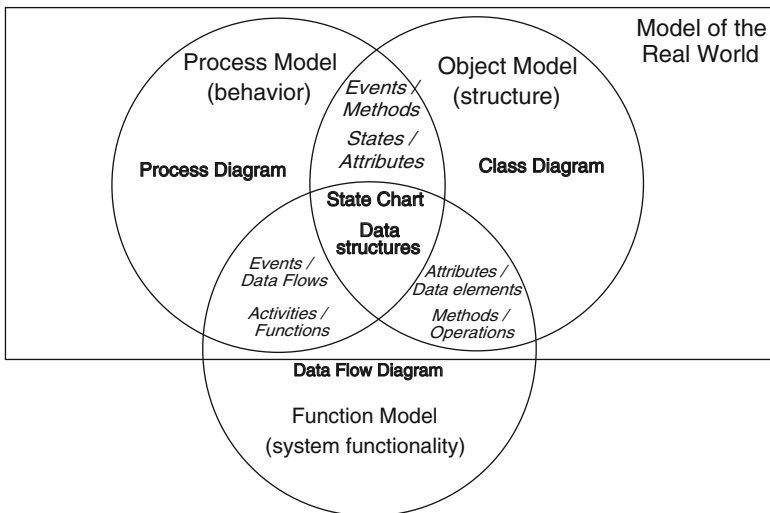 Model of the
Real World
Process Model
(behavior)
Object Model
(structure)
Events /
Methods
States /
Attributes
Process Diagram
Class Diagram
State Chart
Data
structures
Events /
Data Flows
Activities /
Functions
Attributes /
Data elements
Methods /
Operations
Data Flow Diagram
Function Model
(system functionality)